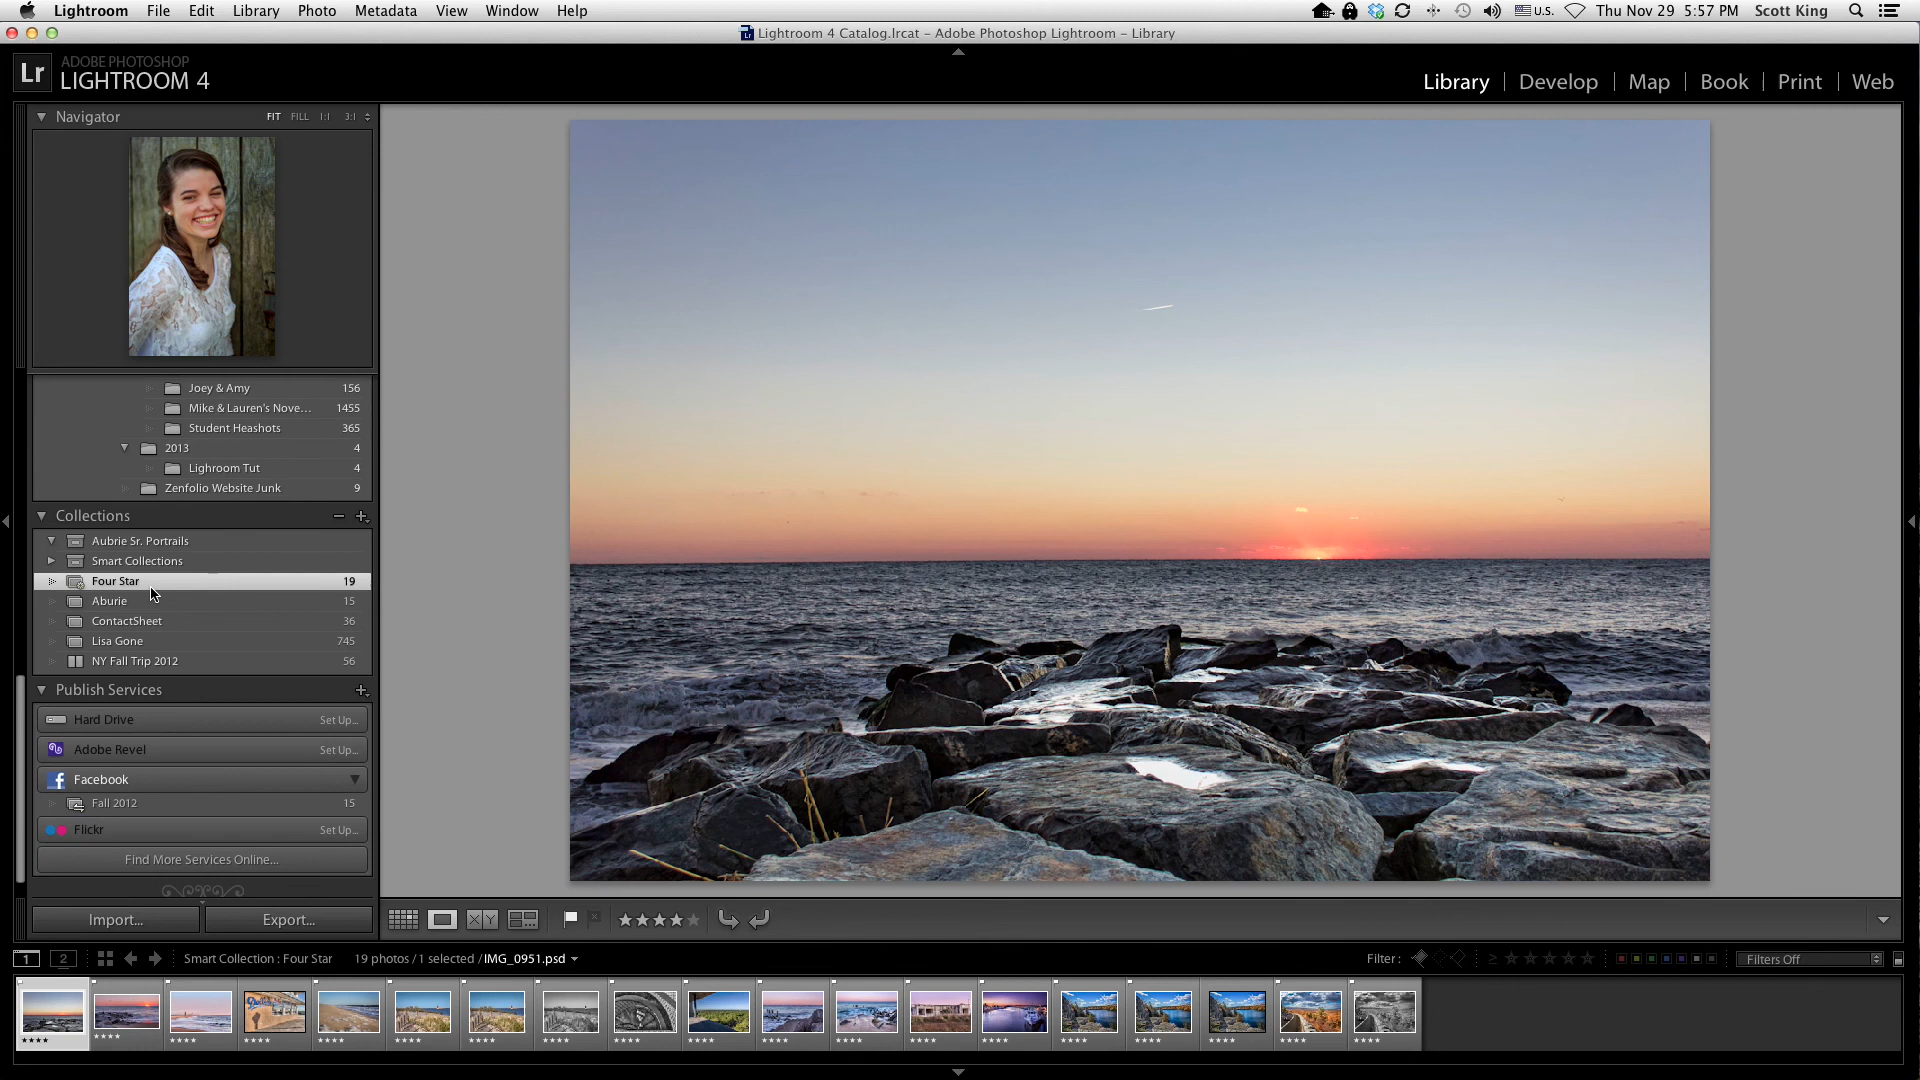 Lightroom File Edit Library Photo Metadata View Window Help U.S. Thu Nov 29 5:57 PM Scott King
Lightroom 4 Catalog.lrcat – Adobe Photoshop Lightroom – Library
Lr ADOBE PHOTOSHOP
LIGHTROOM 4
Library | Develop | Map | Book | Print | Web
Navigator FIT FILL 1:1 3:1
Joey & Amy 156
Mike & Lauren's Nove... 1455
Student Heashots 365
2013 4
Lighroom Tut 4
Zenfolio Website Junk 9
Collections
Aubrie Sr. Portrails
Smart Collections
Four Star 19
Aburie 15
ContactSheet 36
Lisa Gone 745
NY Fall Trip 2012 56
Publish Services
Hard Drive Set Up...
Adobe Revel Set Up...
Facebook
Fall 2012 15
Flickr Set Up...
Find More Services Online...
Import... Export...
X Y
1 2 Smart Collection : Four Star 19 photos / 1 selected / IMG_0951.psd Filter : Filters Off